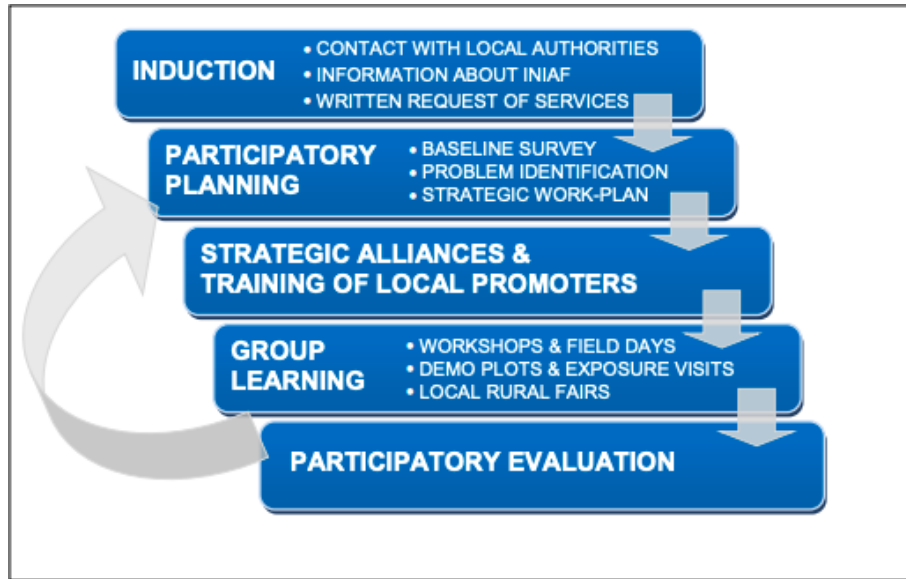 INDUCTION
• CONTACT WITH LOCAL AUTHORITIES
• INFORMATION ABOUT INIAF
• WRITTEN REQUEST OF SERVICES
PARTICIPATORY
PLANNING
• BASELINE SURVEY
• PROBLEM IDENTIFICATION
• STRATEGIC WORK-PLAN
STRATEGIC ALLIANCES &
TRAINING OF LOCAL PROMOTERS
GROUP
LEARNING
• WORKSHOPS & FIELD DAYS
• DEMO PLOTS & EXPOSURE VISITS
• LOCAL RURAL FAIRS
PARTICIPATORY EVALUATION